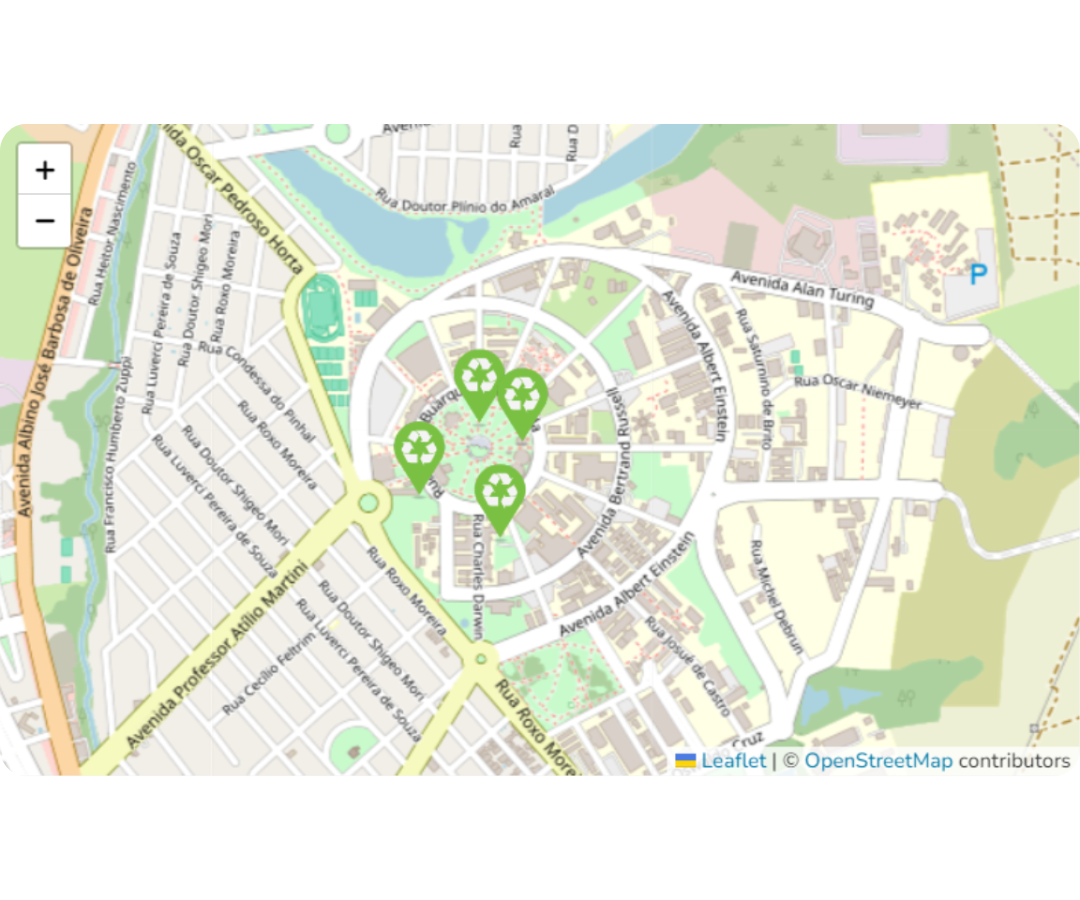 +
−
Avenida Oscar Pedroso Horta
Rua
Rua Doutor Plínio do Amaral
Rua Heitor Nascimento
Avenida Albino José Barbosa de Oliveira
Rua Luverci Pereira de Souza
Rua Doutor Shigeo Mori
Rua Roxo Moreira
P
Avenida Alan Turing
Avenida Albert Einstein
Rua Saturnino de Brito
Rua Oscar Niemeyer
Rua Condessa do Pinhal
Rua Francisco Humberto Zuppi
Rua Roxo Moreira
Rua Doutor Shigeo Mori
Rua Luverci Pereira de Souza
Buarqu
Avenida Bertrand Russell
Rua
Rua Charles Darwin
Avenida Albert Einstein
Rua Michel Debrun
Rua Josué de Castro
Rua Roxo Moreira
Avenida Professor Atílio Martini
Rua Doutor Shigeo Mori
Rua Luverci Pereira de Souza
Rua Cecílio Feltrim
Rua Roxo More
Cruz
Leaflet | © OpenStreetMap contributors